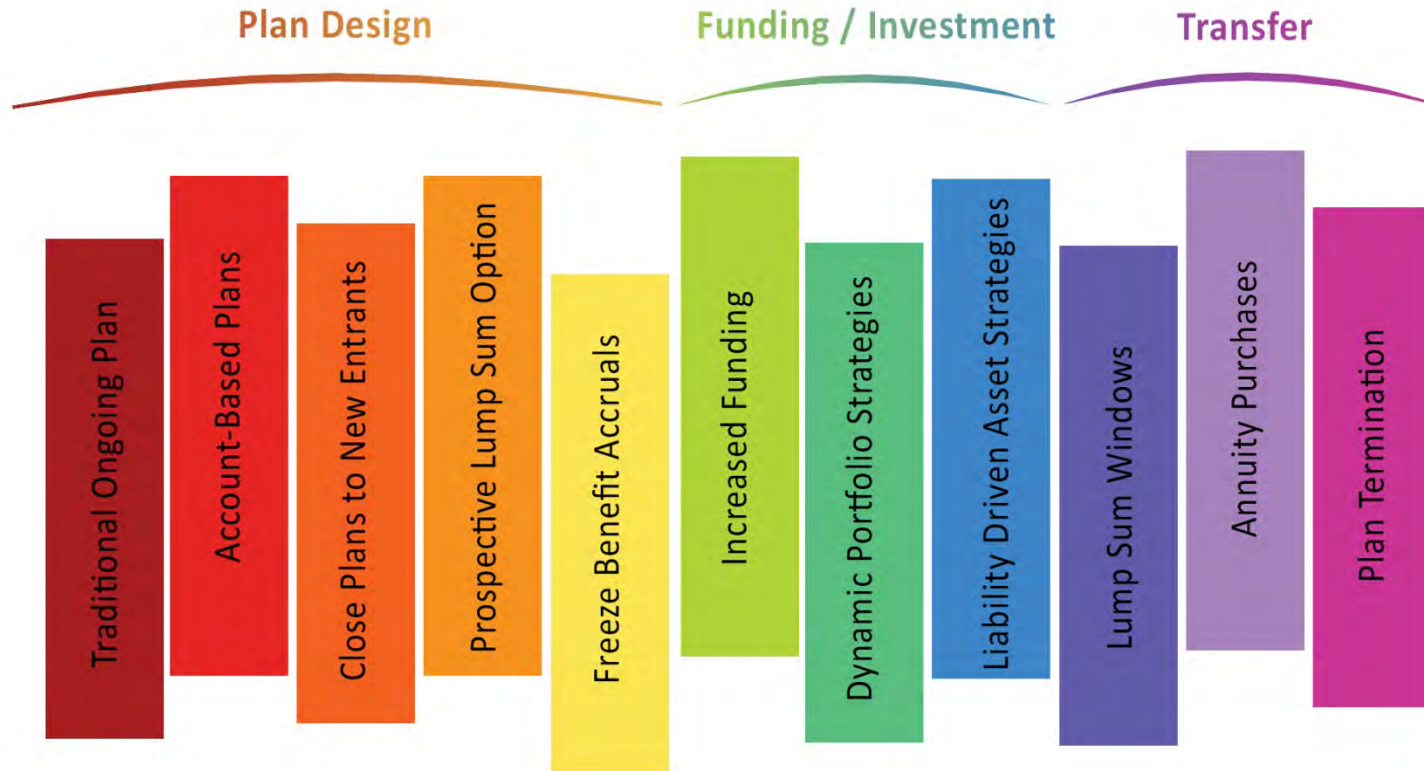 Plan Design
Funding / Investment
Transfer
Traditional Ongoing Plan
Account-Based Plans
Close Plans to New Entrants
Prospective Lump Sum Option
Freeze Benefit Accruals
Increased Funding
Dynamic Portfolio Strategies
Liability Driven Asset Strategies
Lump Sum Windows
Annuity Purchases
Plan Termination